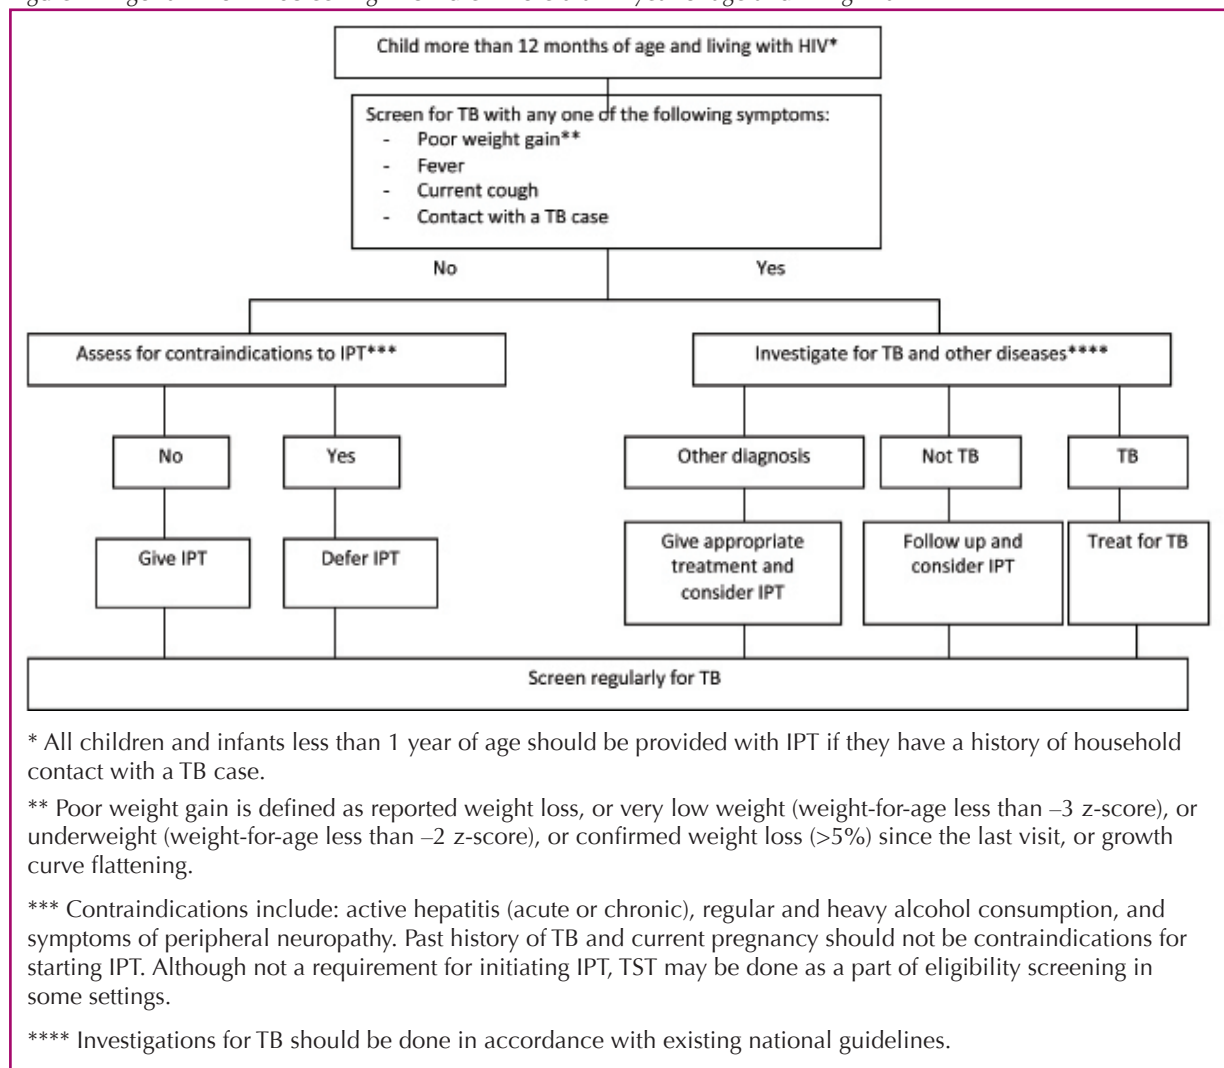 Child more than 12 months of age and living with HIV*
Screen for TB with any one of the following symptoms:
- Poor weight gain**
- Fever
- Current cough
- Contact with a TB case
No
Yes
Assess for contraindications to IPT***
Investigate for TB and other diseases****
No
Yes
Other diagnosis
Not TB
TB
Give IPT
Defer IPT
Give appropriate
treatment and
consider IPT
Follow up and
consider IPT
Treat for TB
Screen regularly for TB
* All children and infants less than 1 year of age should be provided with IPT if they have a history of household
contact with a TB case.
** Poor weight gain is defined as reported weight loss, or very low weight (weight-for-age less than –3 z-score), or
underweight (weight-for-age less than –2 z-score), or confirmed weight loss (>5%) since the last visit, or growth
curve flattening.
*** Contraindications include: active hepatitis (acute or chronic), regular and heavy alcohol consumption, and
symptoms of peripheral neuropathy. Past history of TB and current pregnancy should not be contraindications for
starting IPT. Although not a requirement for initiating IPT, TST may be done as a part of eligibility screening in
some settings.
**** Investigations for TB should be done in accordance with existing national guidelines.